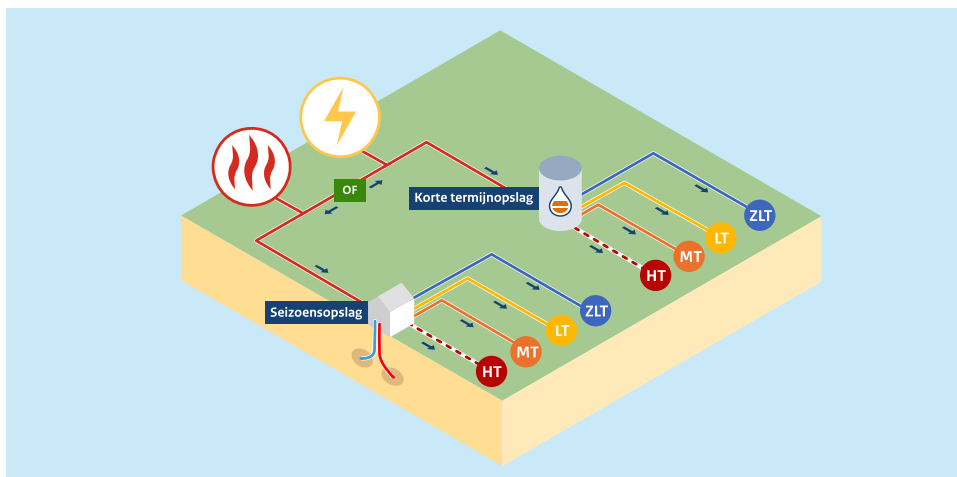 OF
Korte termijnopslag
ZLT
LT
MT
HT
Seizoensopslag
ZLT
LT
MT
HT